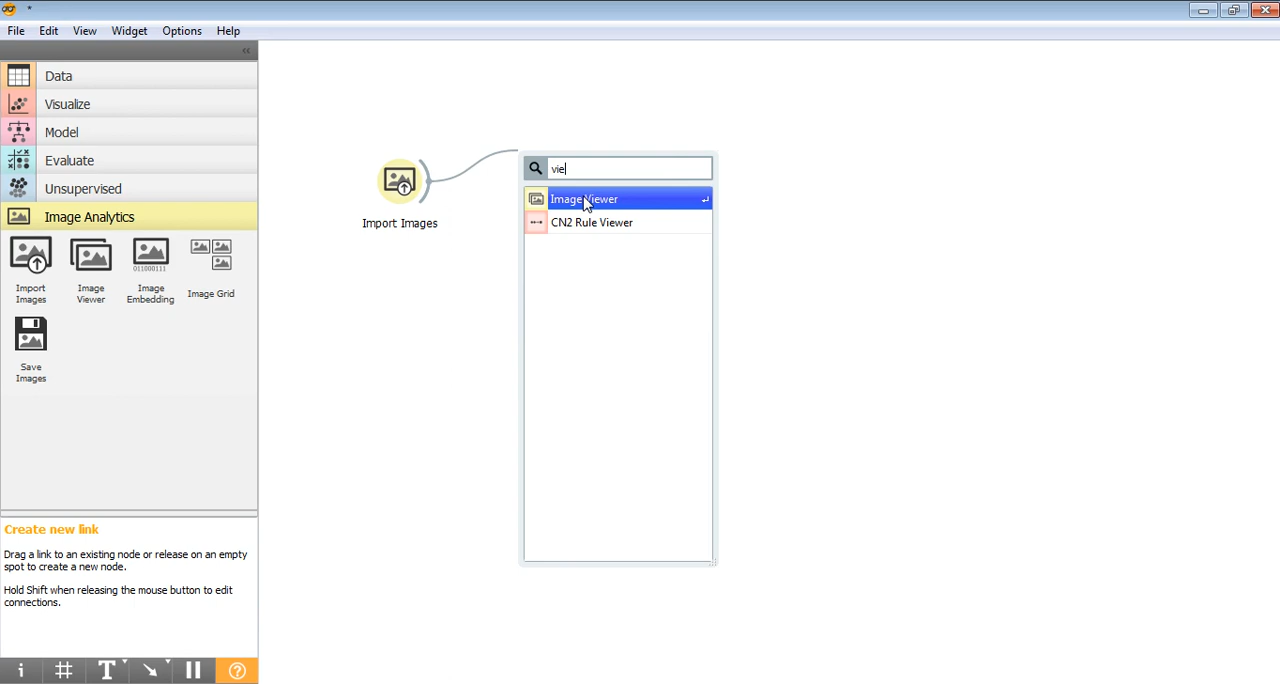 *
File Edit View Widget Options Help
«
Data
Visualize
Model
Evaluate
Unsupervised
Image Analytics
Import Images
Image Viewer
Image Embedding
011000111
Image Grid
Save Images
Import Images
vie
Image Viewer
CN2 Rule Viewer
Create new link
Drag a link to an existing node or release on an empty
spot to create a new node.
Hold Shift when releasing the mouse button to edit
connections.
i # T ?